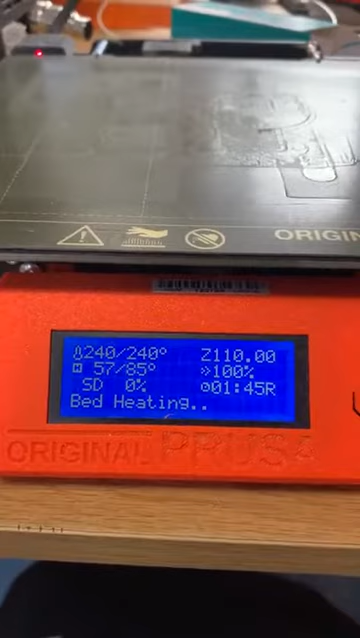 ORIGIN
240/240° Z110.00
57/85° 100%
SD 0% 01:45R
Bed Heating..
ORIGINAL PRUSA